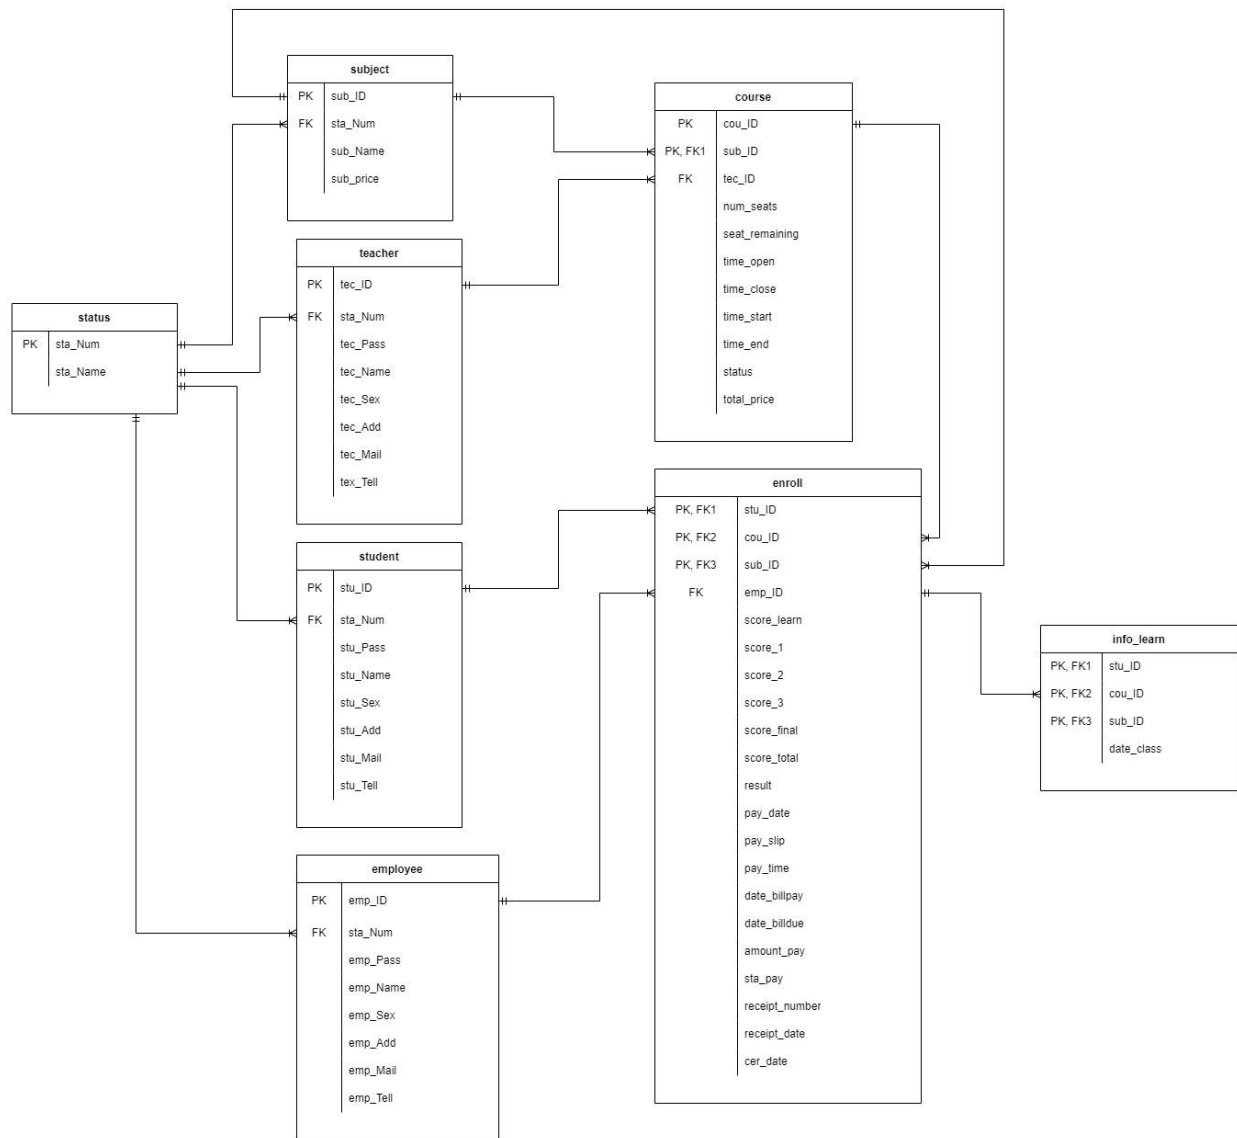 subject
PK sub_ID
FK sta_Num
sub_Name
sub_price
course
PK cou_ID
PK, FK1 sub_ID
FK tec_ID
num_seats
seat_remaining
time_open
time_close
time_start
time_end
status
total_price
teacher
PK tec_ID
FK sta_Num
tec_Pass
tec_Name
tec_Sex
tec_Add
tec_Mail
tex_Tell
status
PK sta_Num
sta_Name
enroll
PK, FK1 stu_ID
PK, FK2 cou_ID
PK, FK3 sub_ID
FK emp_ID
score_learn
score_1
score_2
score_3
score_final
score_total
result
pay_date
pay_slip
pay_time
date_billpay
date_billdue
amount_pay
sta_pay
receipt_number
receipt_date
cer_date
student
PK stu_ID
FK sta_Num
stu_Pass
stu_Name
stu_Sex
stu_Add
stu_Mail
stu_Tell
info_learn
PK, FK1 stu_ID
PK, FK2 cou_ID
PK, FK3 sub_ID
date_class
employee
PK emp_ID
FK sta_Num
emp_Pass
emp_Name
emp_Sex
emp_Add
emp_Mail
emp_Tell